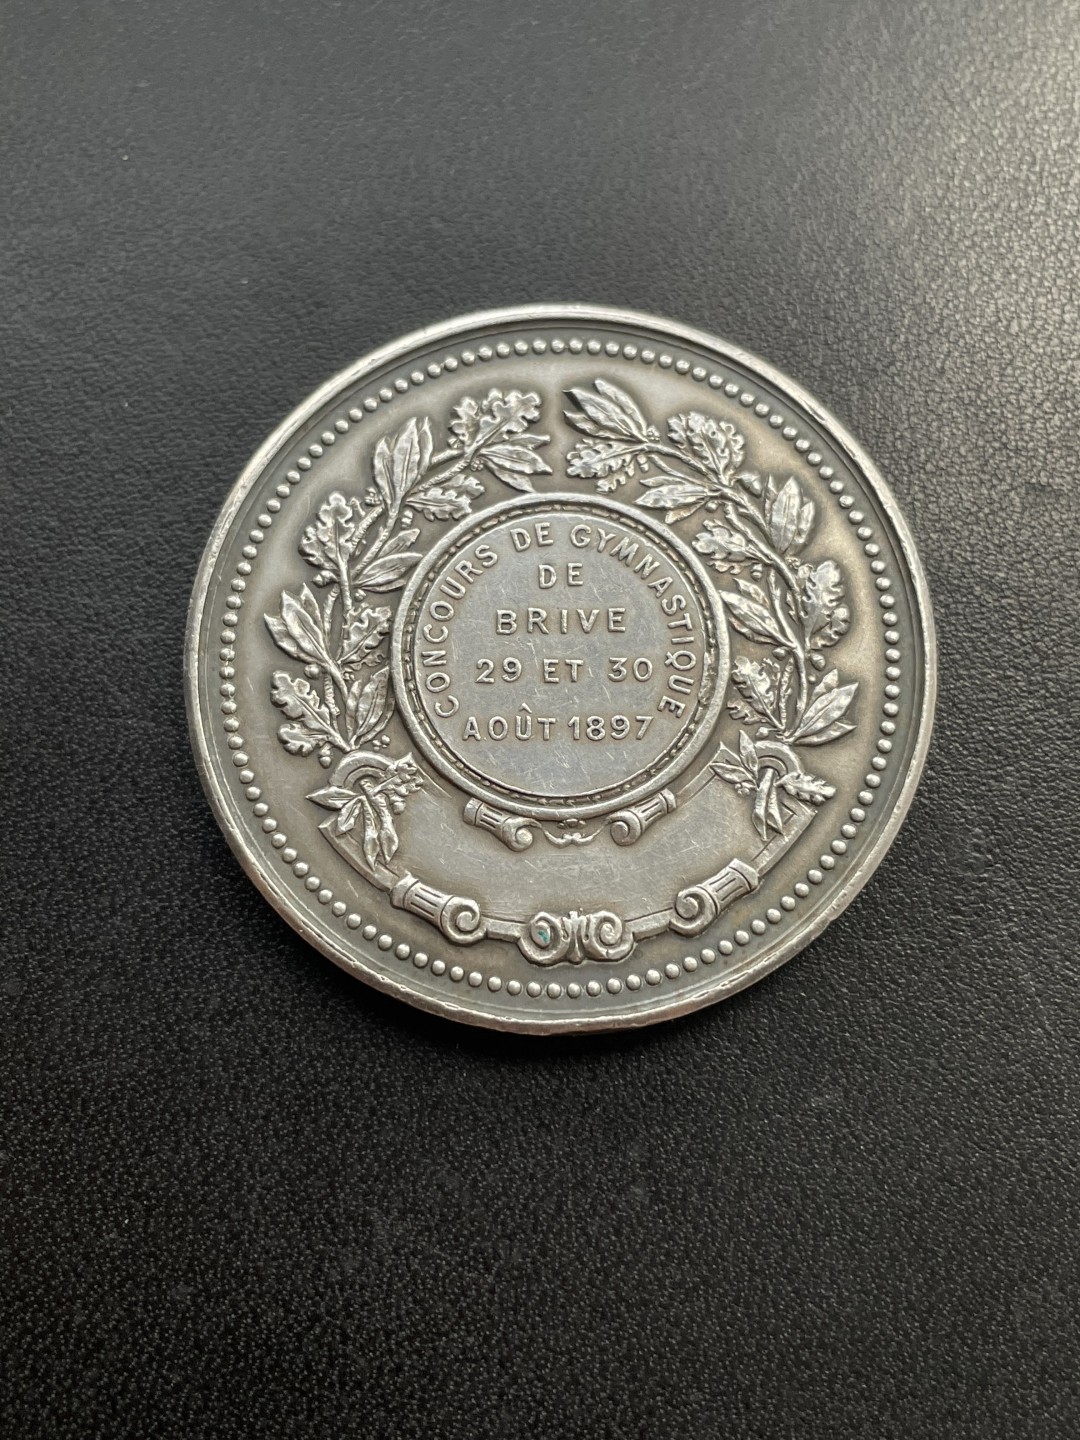 CONCOURS DE GYMNASTIQUE
DE
BRIVE
29 ET 30
AOÛT 1897